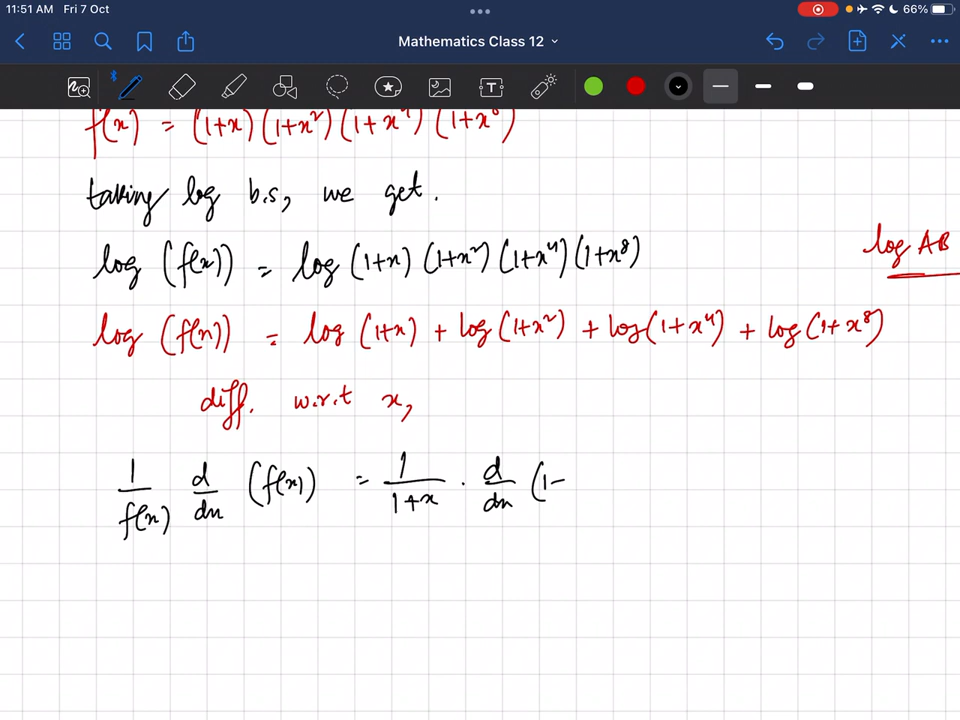 11:51 AM Fri 7 Oct 66%
Mathematics Class 12
f(x) = (1+x) (1+x²) (1+x⁴) (1+x⁸)
taking log b.s, we get.
log (f(x)) = log (1+x) (1+x²) (1+x⁴) (1+x⁸)
log AB
log (f(x)) = log (1+x) + log (1+x²) + log (1+x⁴) + log (1+x⁸)
diff. w.r.t x,
1/f(x) d/dx (f(x)) = 1/1+x . d/dx (1-